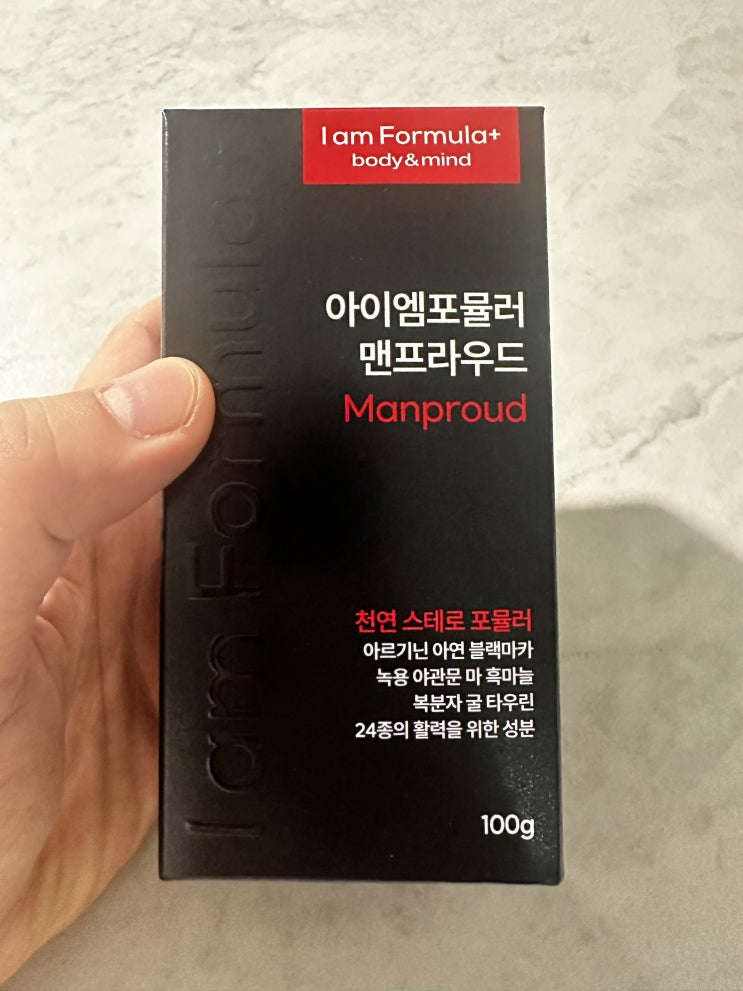 I am Formula+
body&mind
아이엠포뮬러
맨프라우드
Manproud
천연 스테로 포뮬러
아르기닌 아연 블랙마카
녹용 야관문 마 흑마늘
복분자 굴 타우린
24종의 활력을 위한 성분
100g
I am Formula